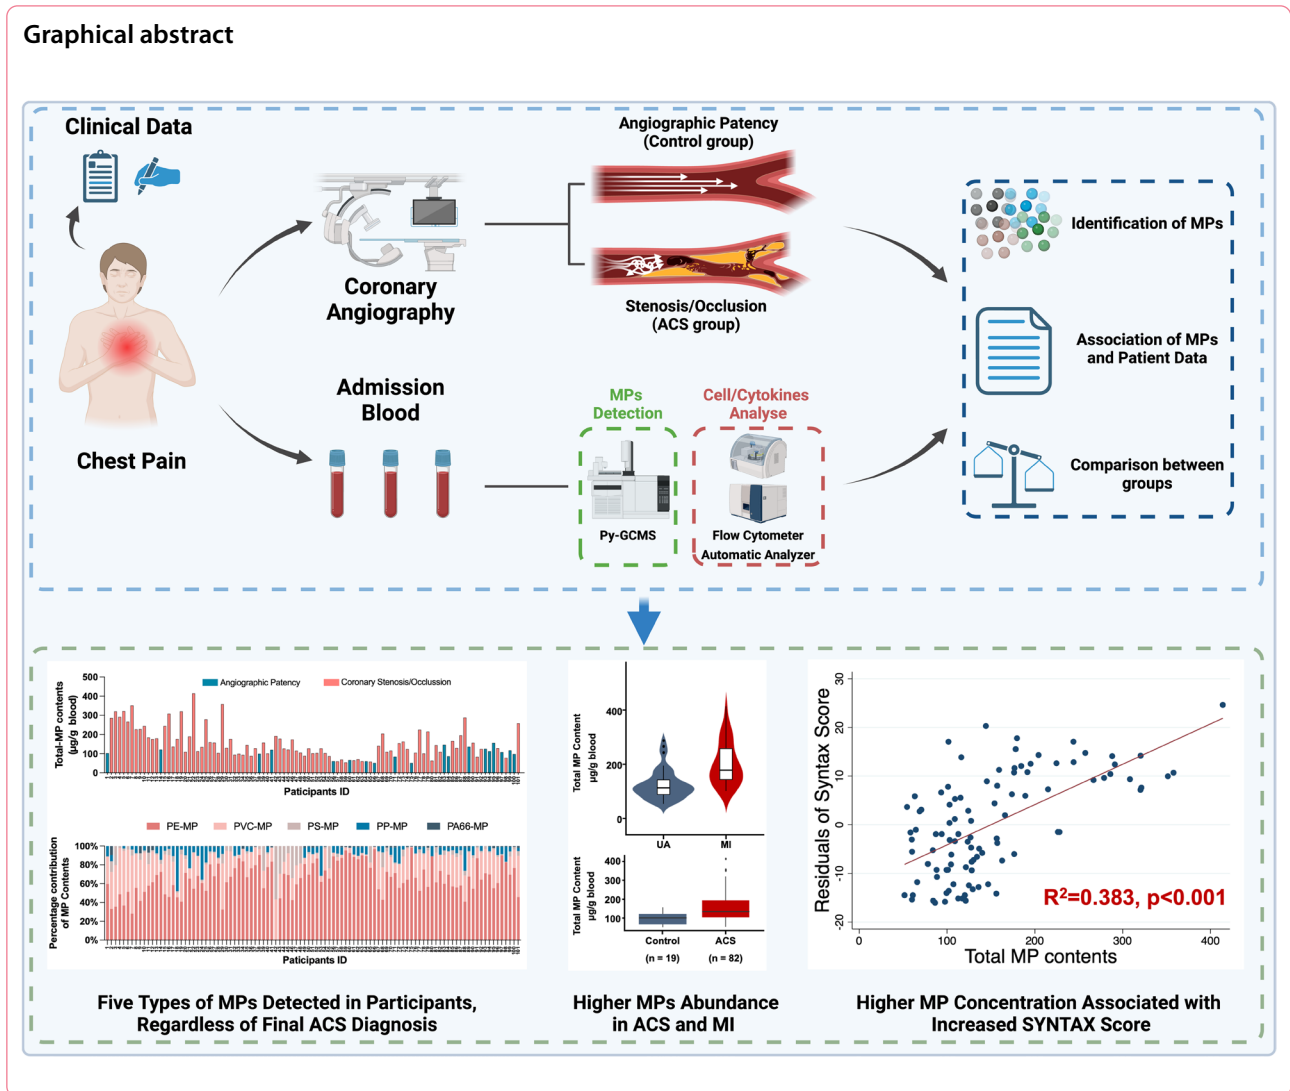 Graphical abstract
Clinical Data
Chest Pain
Coronary
Angiography
Admission
Blood
Angiographic Patency
(Control group)
Stenosis/Occlusion
(ACS group)
MPs
Detection
Py-GCMS
Cell/Cytokines
Analyse
Flow Cytometer
Automatic Analyzer
Identification of MPs
Association of MPs
and Patient Data
Comparison between
groups
Total-MP contents
(µg/g blood)
500
400
300
200
100
0
Angiographic Patency
Coronary Stenosis/Occlussion
Paticipants ID
PE-MP
PVC-MP
PS-MP
PP-MP
PA66-MP
Percentage contribution
of MP Contents
100%
80%
60%
40%
20%
0%
Paticipants ID
Five Types of MPs Detected in Participants,
Regardless of Final ACS Diagnosis
Total MP Content
µg/g blood
400
200
0
UA
MI
Total MP Content
µg/g blood
400
300
200
100
Control
ACS
(n = 19)
(n = 82)
Higher MPs Abundance
in ACS and MI
Residuals of Syntax Score
30
20
10
0
-10
-20
R²=0.383, p<0.001
0
100
200
300
400
Total MP contents
Higher MP Concentration Associated with
Increased SYNTAX Score